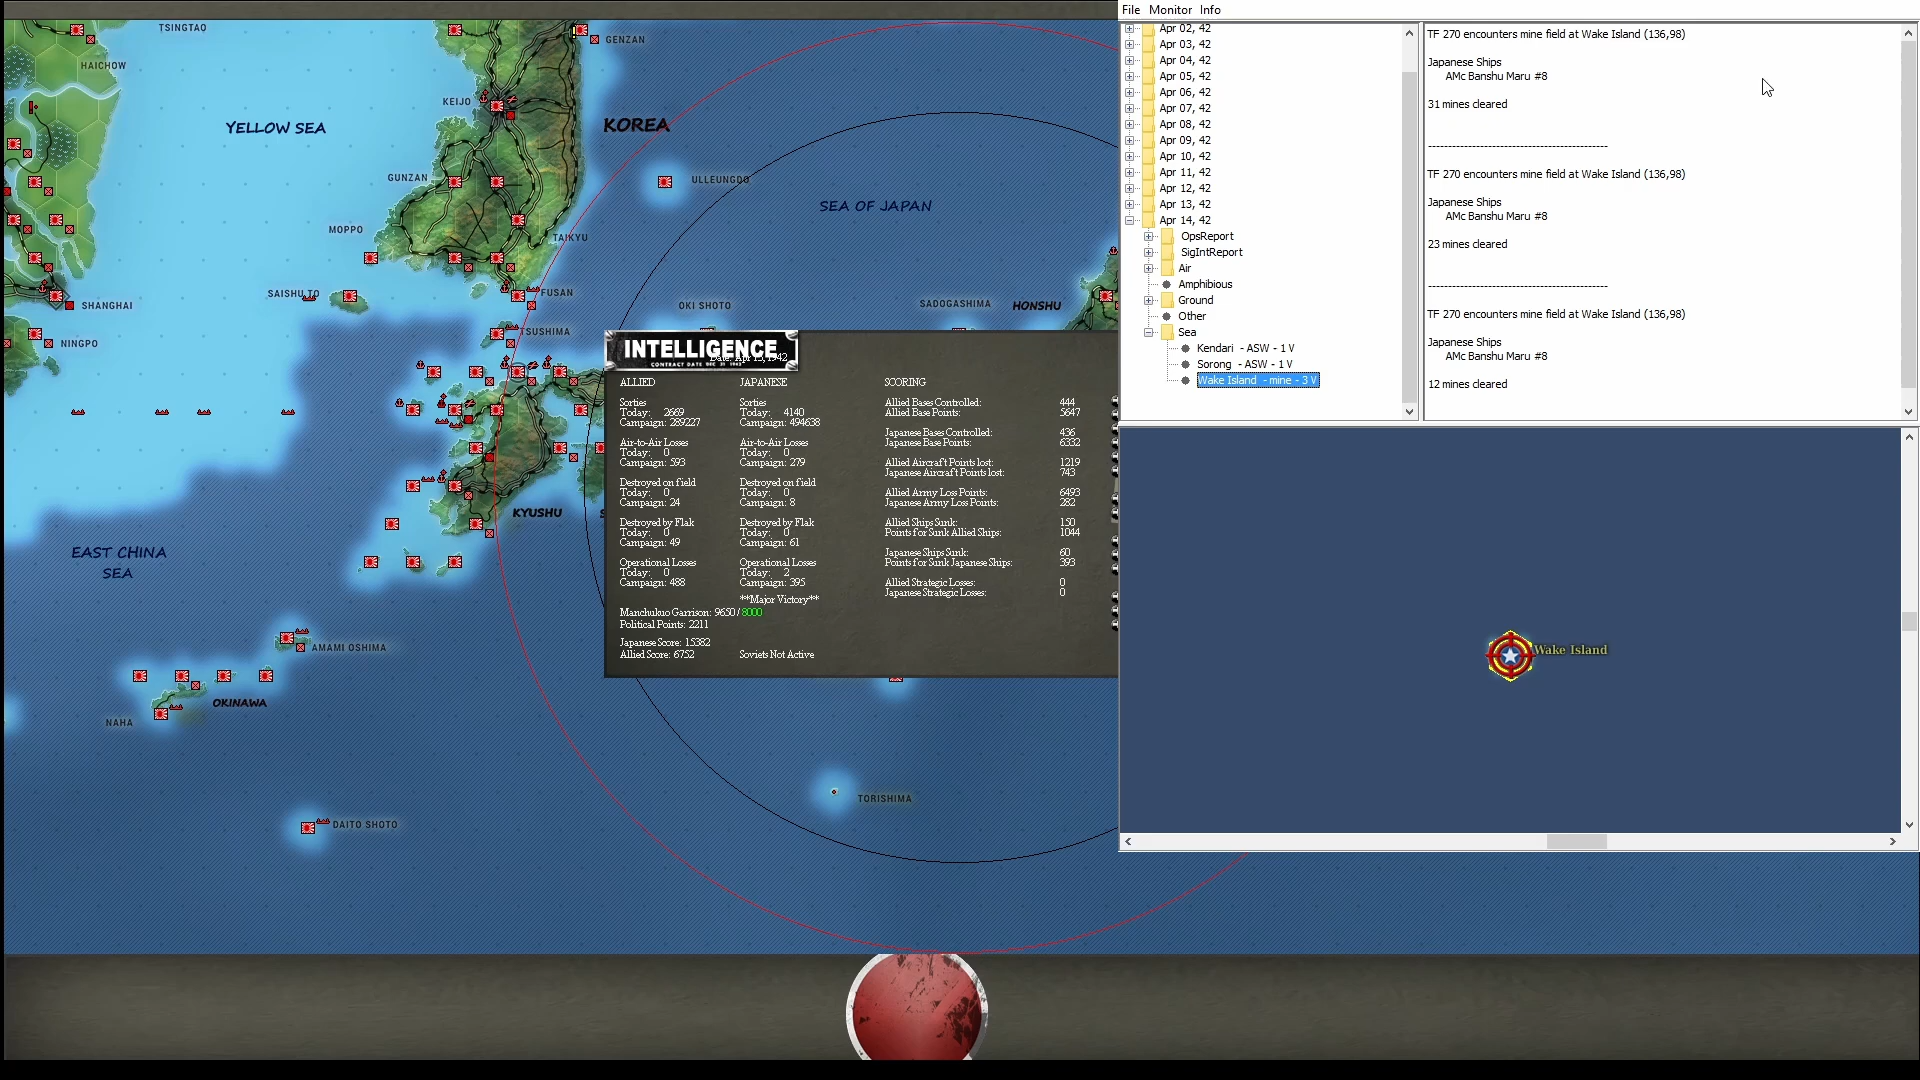 TSINGTAO
HAICHOW
YELLOW SEA
GENZAN
KEIJO
KOREA
GUNZAN
ULLEUNGDO
SEA OF JAPAN
MOPPO
TAIKYU
SAISHU TO
FUSAN
SHANGHAI
OKI SHOTO
SADOGASHIMA
HONSHU
TSUSHIMA
NINGPO
KYUSHU
EAST CHINA
SEA
AMAMI OSHIMA
OKINAWA
NAHA
TORISHIMA
DAITO SHOTO
INTELLIGENCE
Date: Apr 15, 1942
ALLIED JAPANESE SCORING
Sorties Sorties Allied Bases Controlled: 444
Today: 2669 Today: 4140 Allied Base Points: 5647
Campaign: 289227 Campaign: 494638
Japanese Bases Controlled: 436
Air-to-Air Losses Air-to-Air Losses Japanese Base Points: 6332
Today: 0 Today: 0
Campaign: 593 Campaign: 279 Allied Aircraft Points lost: 1219
Japanese Aircraft Points lost: 743
Destroyed on field Destroyed on field
Today: 0 Today: 0 Allied Army Loss Points: 6493
Campaign: 24 Campaign: 8 Japanese Army Loss Points: 282
Destroyed by Flak Destroyed by Flak Allied Ships Sunk: 150
Today: 0 Today: 0 Points for Sunk Allied Ships: 1044
Campaign: 49 Campaign: 61
Japanese Ships Sunk: 60
Operational Losses Operational Losses Points for Sunk Japanese Ships: 393
Today: 0 Today: 2
Campaign: 488 Campaign: 395 Allied Strategic Losses: 0
Japanese Strategic Losses: 0
**Major Victory**
Manchukuo Garrison: 9650 / 8000
Political Points: 2211
Japanese Score: 15382
Allied Score: 6752 Soviets Not Active
File Monitor Info
Apr 02, 42
Apr 03, 42
Apr 04, 42
Apr 05, 42
Apr 06, 42
Apr 07, 42
Apr 08, 42
Apr 09, 42
Apr 10, 42
Apr 11, 42
Apr 12, 42
Apr 13, 42
Apr 14, 42
OpsReport
SigIntReport
Air
Amphibious
Ground
Other
Sea
Kendari - ASW - 1 V
Sorong - ASW - 1 V
Wake Island - mine - 3 V
TF 270 encounters mine field at Wake Island (136,98)
Japanese Ships
AMc Banshu Maru #8
31 mines cleared
---------------------------------------------
TF 270 encounters mine field at Wake Island (136,98)
Japanese Ships
AMc Banshu Maru #8
23 mines cleared
---------------------------------------------
TF 270 encounters mine field at Wake Island (136,98)
Japanese Ships
AMc Banshu Maru #8
12 mines cleared
Wake Island